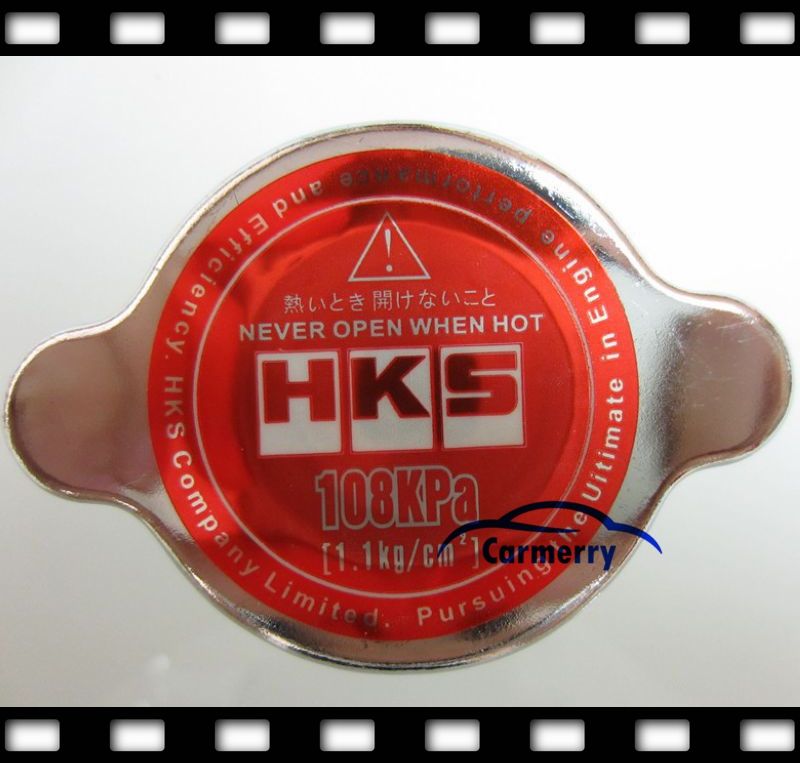 熱いとき開けないこと
NEVER OPEN WHEN HOT
HKS
108KPa
[1.1kg/cm²]
HKS Company Limited. Pursuing the Uitimate in Engine performance and Efficiency.
Carmerry